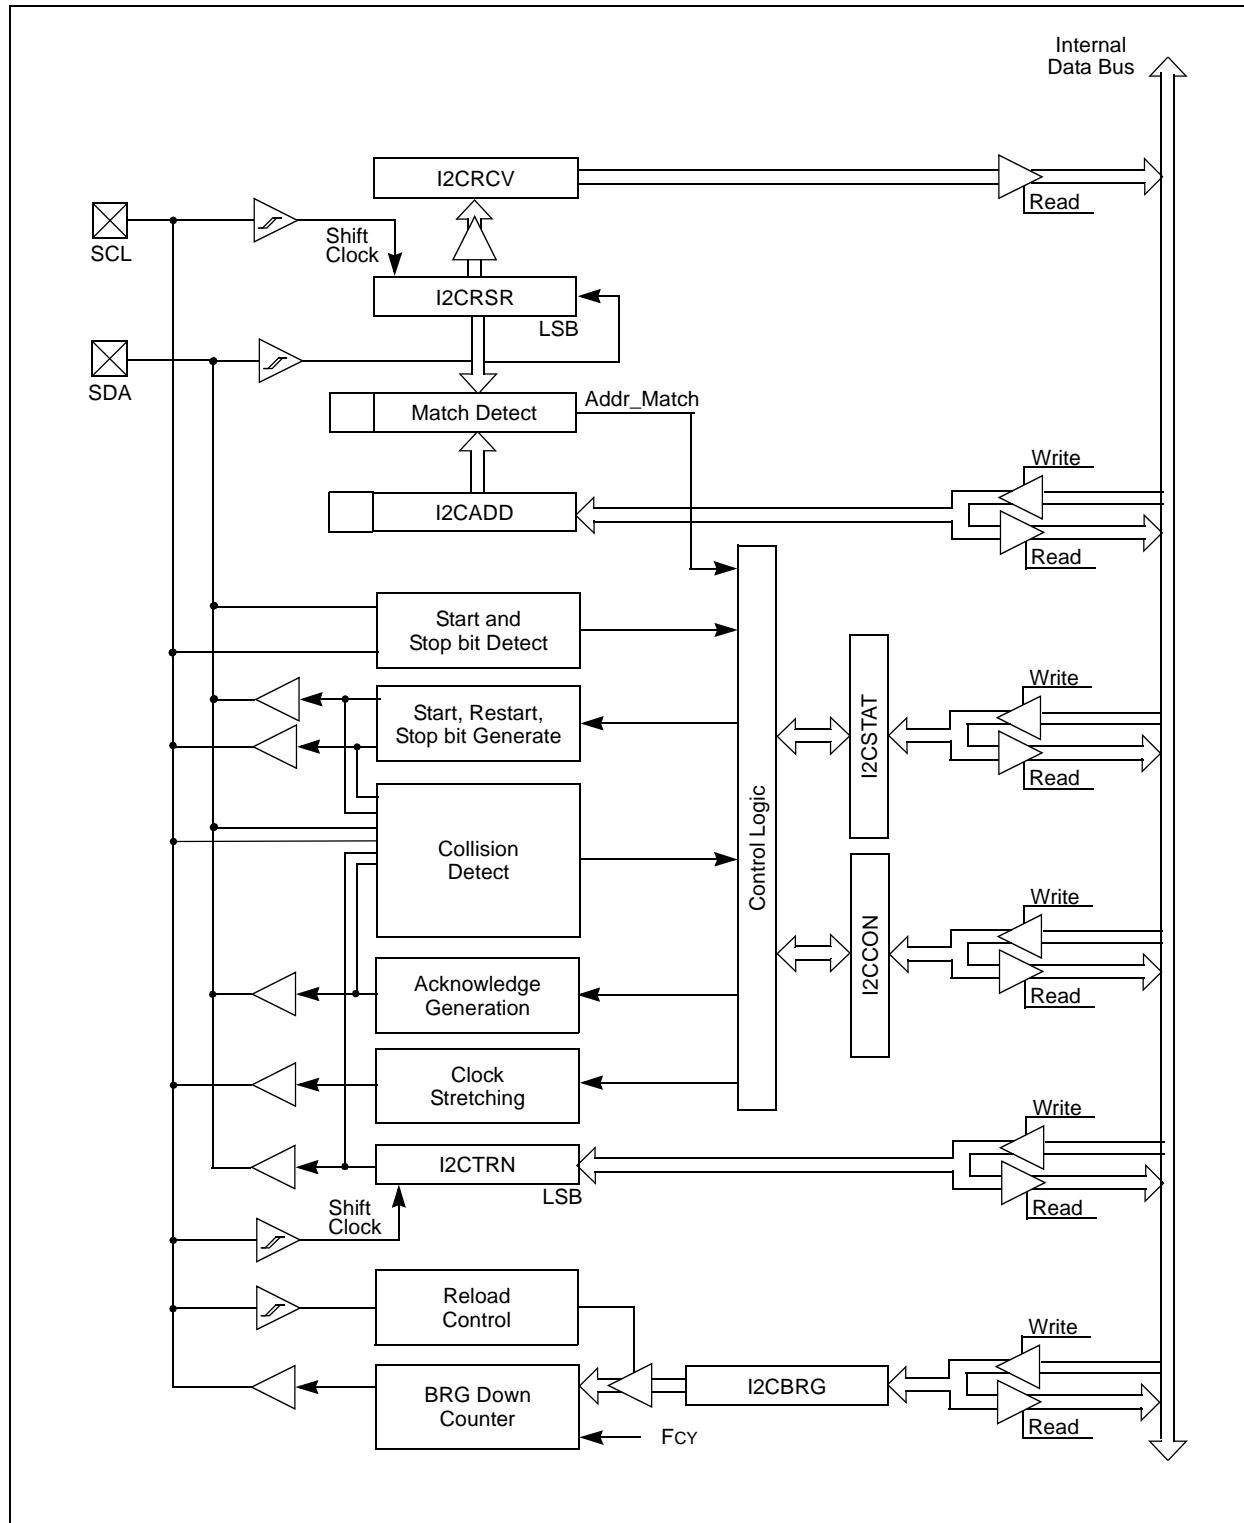 Internal
Data Bus
I2CRCV
Read
SCL
Shift
Clock
I2CRSR
LSB
SDA
Addr_Match
Match Detect
Write
I2CADD
Read
Start and
Stop bit Detect
Start, Restart,
Stop bit Generate
Write
I2CSTAT
Read
Control Logic
Collision
Detect
Write
I2CCON
Read
Acknowledge
Generation
Clock
Stretching
Write
I2CTRN
LSB
Read
Shift
Clock
Reload
Control
Write
I2CBRG
BRG Down
Counter
Read
FCY